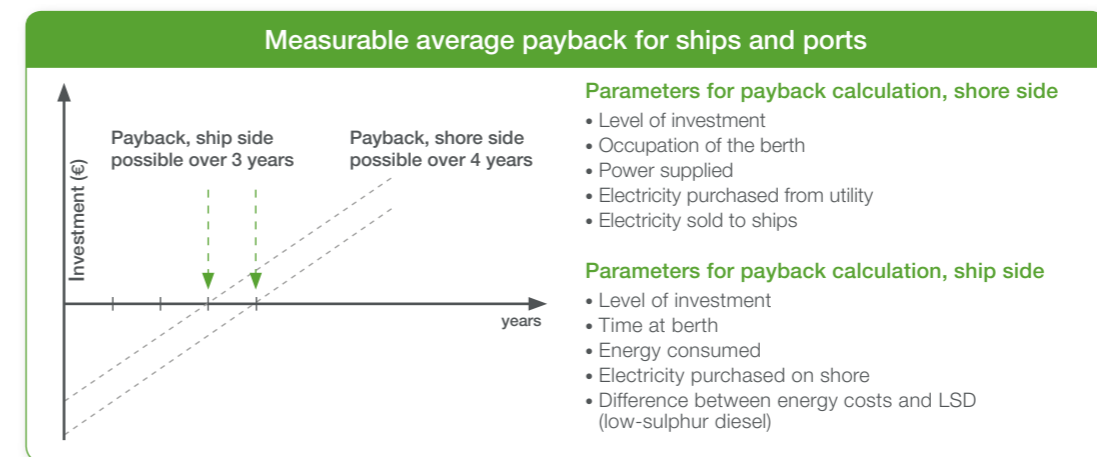 Measurable average payback for ships and ports
Investment (€)
Payback, ship side
possible over 3 years
Payback, shore side
possible over 4 years
years
Parameters for payback calculation, shore side
• Level of investment
• Occupation of the berth
• Power supplied
• Electricity purchased from utility
• Electricity sold to ships
Parameters for payback calculation, ship side
• Level of investment
• Time at berth
• Energy consumed
• Electricity purchased on shore
• Difference between energy costs and LSD
(low-sulphur diesel)